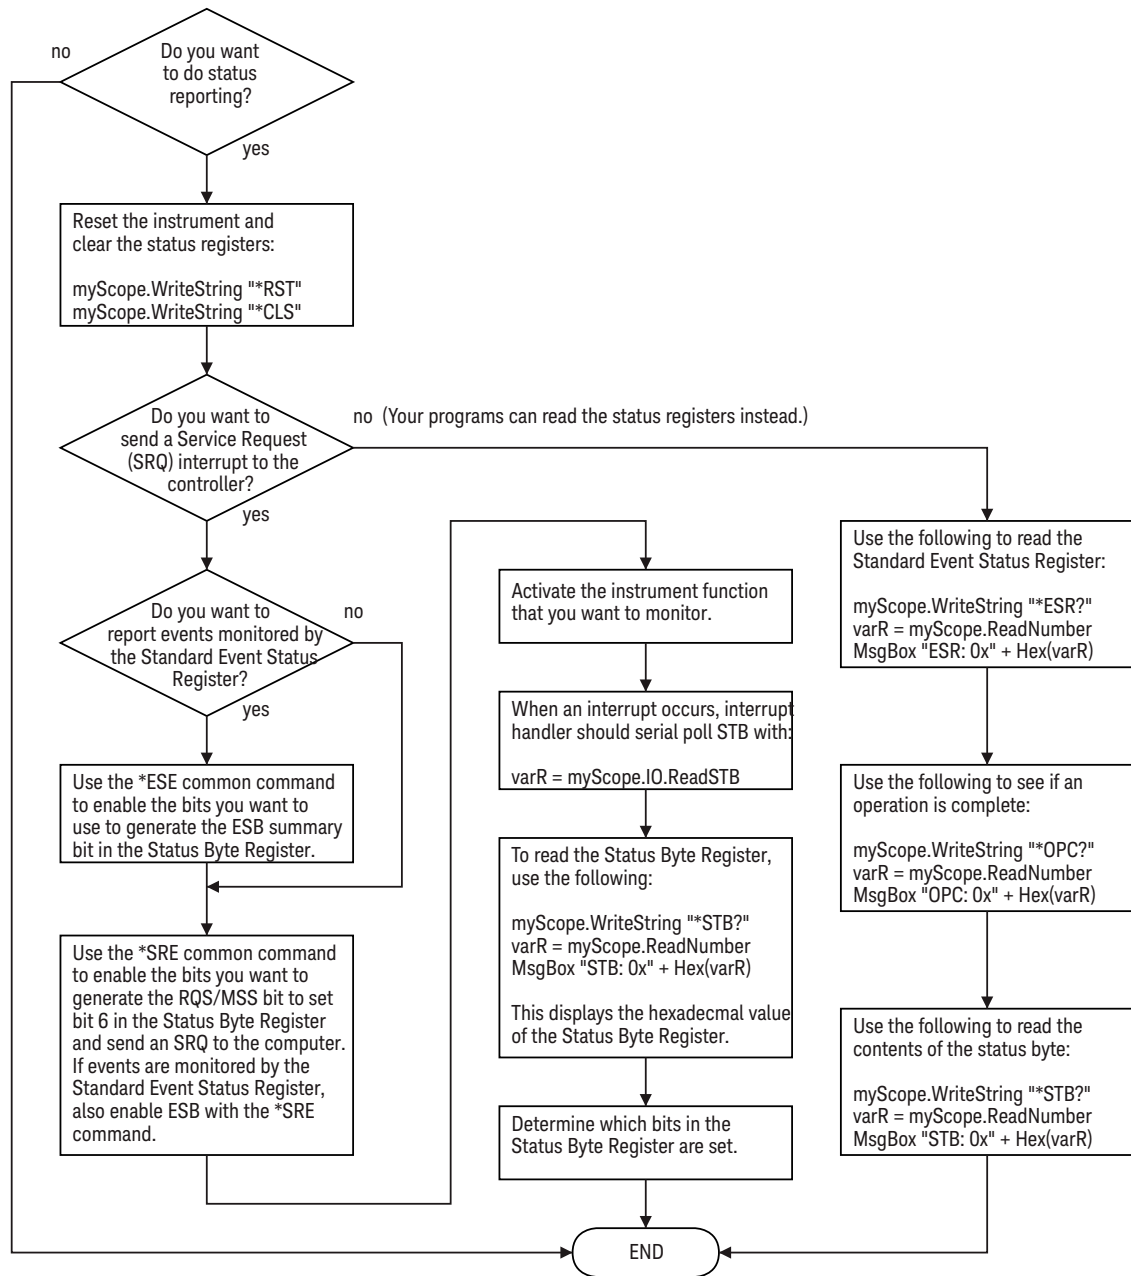 Do you want
to do status
reporting?
no
yes
Reset the instrument and
clear the status registers:
myScope.WriteString "*RST"
myScope.WriteString "*CLS"
Do you want to
send a Service Request
(SRQ) interrupt to the
controller?
no (Your programs can read the status registers instead.)
yes
Do you want to
report events monitored by
the Standard Event Status
Register?
no
yes
Use the *ESE common command
to enable the bits you want to
use to generate the ESB summary
bit in the Status Byte Register.
Use the *SRE common command
to enable the bits you want to
generate the RQS/MSS bit to set
bit 6 in the Status Byte Register
and send an SRQ to the computer.
If events are monitored by the
Standard Event Status Register,
also enable ESB with the *SRE
command.
Activate the instrument function
that you want to monitor.
When an interrupt occurs, interrupt
handler should serial poll STB with:
varR = myScope.IO.ReadSTB
To read the Status Byte Register,
use the following:
myScope.WriteString "*STB?"
varR = myScope.ReadNumber
MsgBox "STB: 0x" + Hex(varR)
This displays the hexadecmal value
of the Status Byte Register.
Determine which bits in the
Status Byte Register are set.
Use the following to read the
Standard Event Status Register:
myScope.WriteString "*ESR?"
varR = myScope.ReadNumber
MsgBox "ESR: 0x" + Hex(varR)
Use the following to see if an
operation is complete:
myScope.WriteString "*OPC?"
varR = myScope.ReadNumber
MsgBox "OPC: 0x" + Hex(varR)
Use the following to read the
contents of the status byte:
myScope.WriteString "*STB?"
varR = myScope.ReadNumber
MsgBox "STB: 0x" + Hex(varR)
END